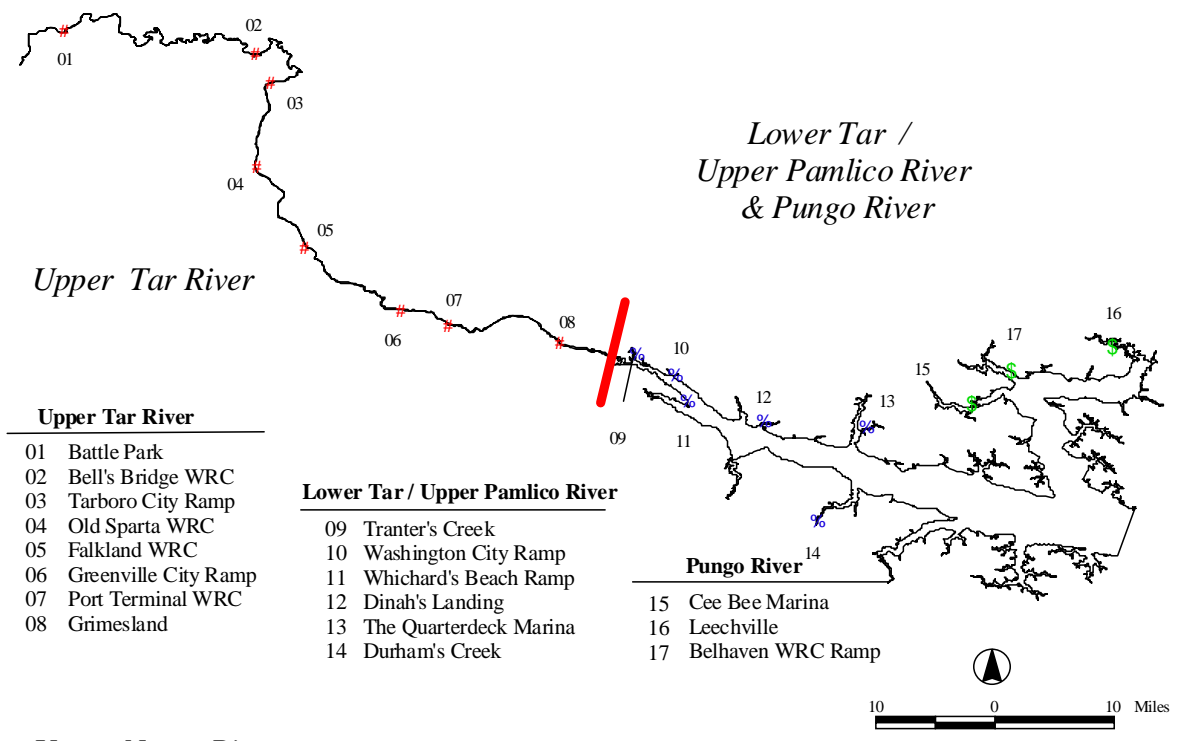 01
02
03
04
05
06
07
08
09
10
11
12
13
14
15
16
17
Lower Tar /
Upper Pamlico River
& Pungo River
Upper Tar River
Upper Tar River
01 Battle Park
02 Bell's Bridge WRC
03 Tarboro City Ramp
04 Old Sparta WRC
05 Falkland WRC
06 Greenville City Ramp
07 Port Terminal WRC
08 Grimesland
Lower Tar / Upper Pamlico River
09 Tranter's Creek
10 Washington City Ramp
11 Whichard's Beach Ramp
12 Dinah's Landing
13 The Quarterdeck Marina
14 Durham's Creek
Pungo River
15 Cee Bee Marina
16 Leechville
17 Belhaven WRC Ramp
10 0 10 Miles